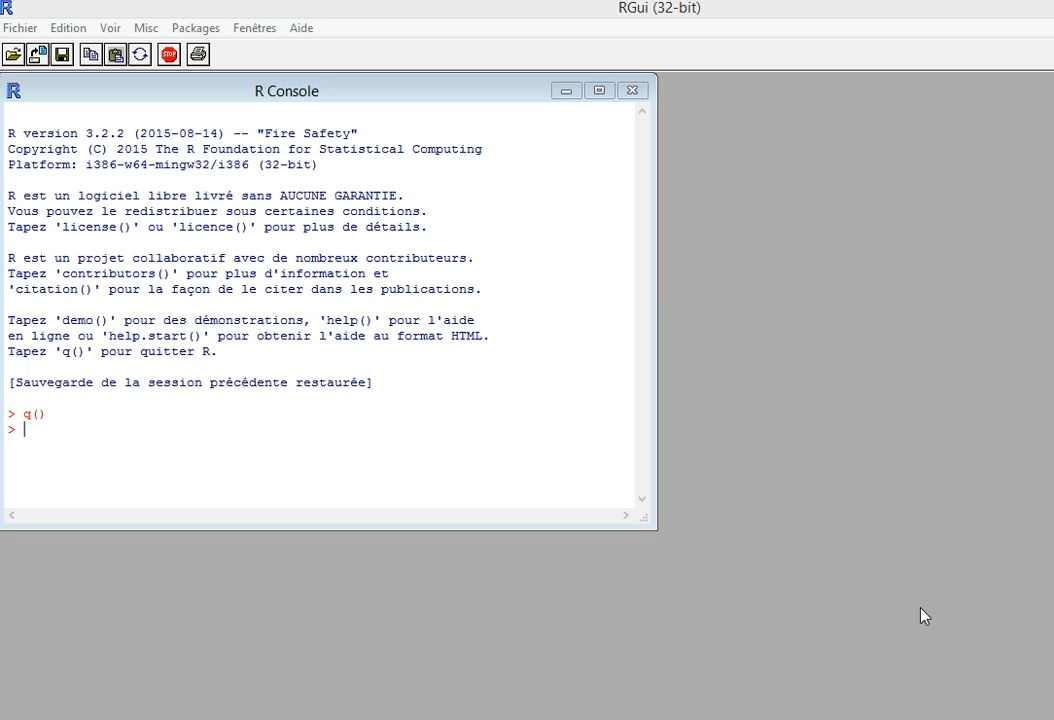 RGui (32-bit)
Fichier Edition Voir Misc Packages Fenêtres Aide
STOP
R Console
R version 3.2.2 (2015-08-14) -- "Fire Safety"
Copyright (C) 2015 The R Foundation for Statistical Computing
Platform: i386-w64-mingw32/i386 (32-bit)
R est un logiciel libre livré sans AUCUNE GARANTIE.
Vous pouvez le redistribuer sous certaines conditions.
Tapez 'license()' ou 'licence()' pour plus de détails.
R est un projet collaboratif avec de nombreux contributeurs.
Tapez 'contributors()' pour plus d'information et
'citation()' pour la façon de le citer dans les publications.
Tapez 'demo()' pour des démonstrations, 'help()' pour l'aide
en ligne ou 'help.start()' pour obtenir l'aide au format HTML.
Tapez 'q()' pour quitter R.
[Sauvegarde de la session précédente restaurée]
> q()
>